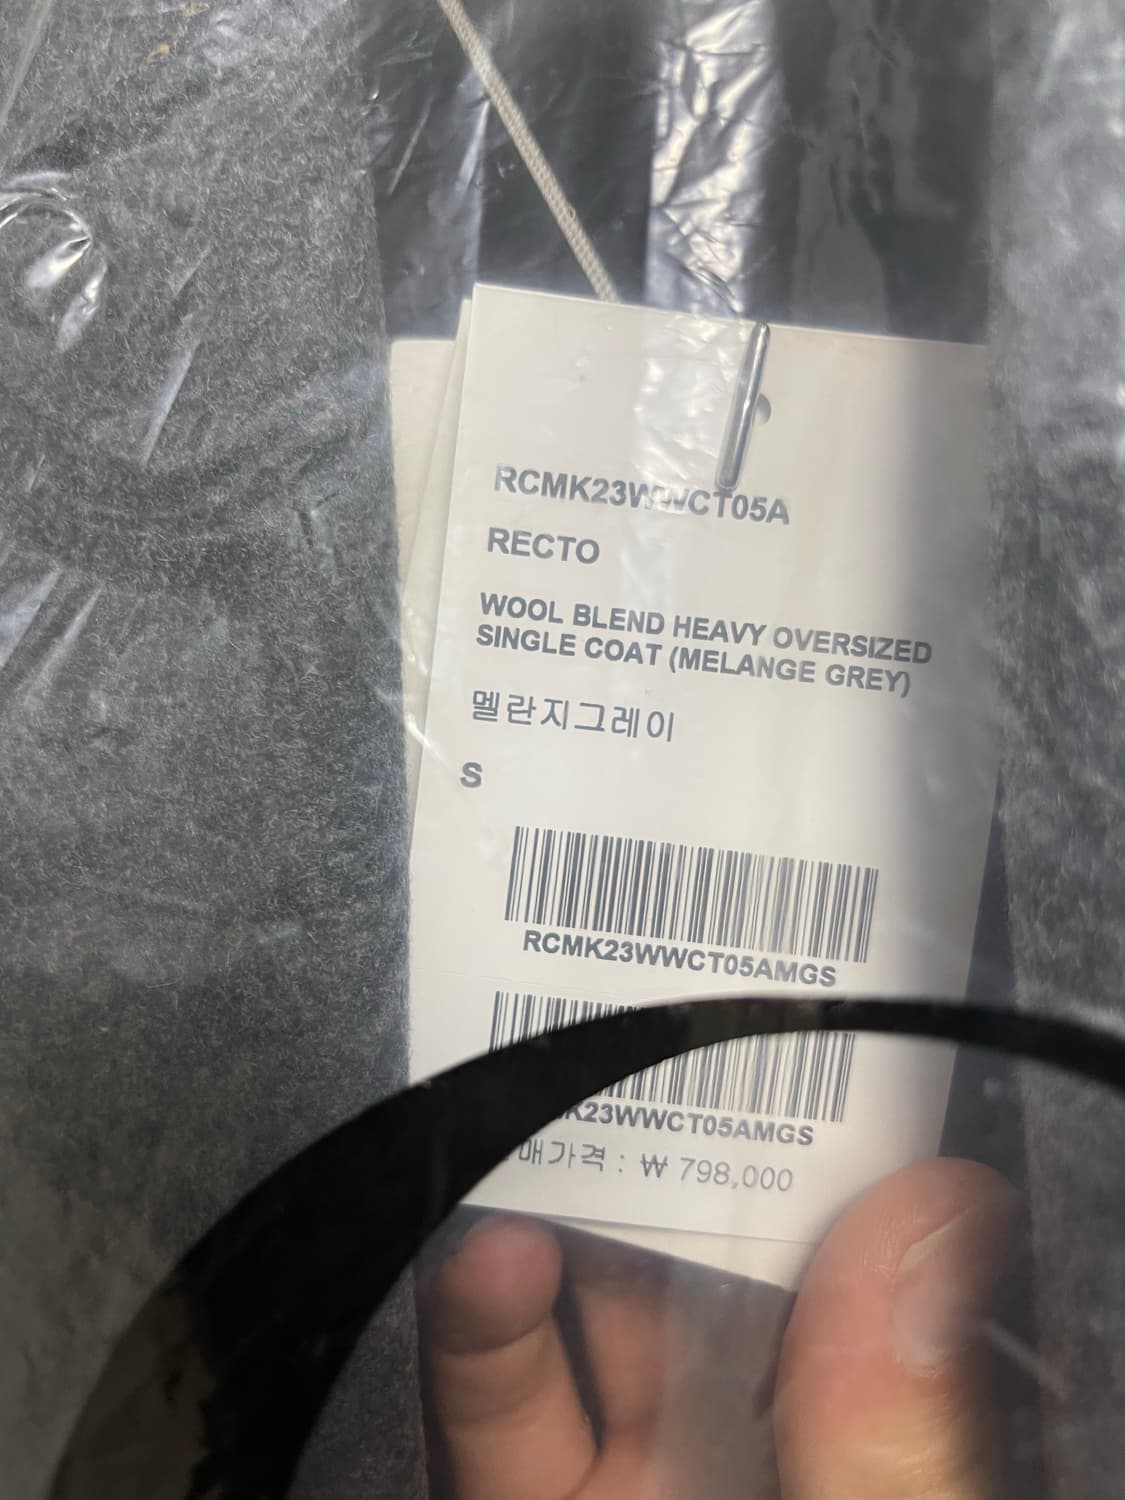 RCMK23WWCT05A
RECTO
WOOL BLEND HEAVY OVERSIZED
SINGLE COAT (MELANGE GREY)
멜란지그레이
S
RCMK23WWCT05AMGS
K23WWCT05AMGS
매가격 : ₩ 798,000